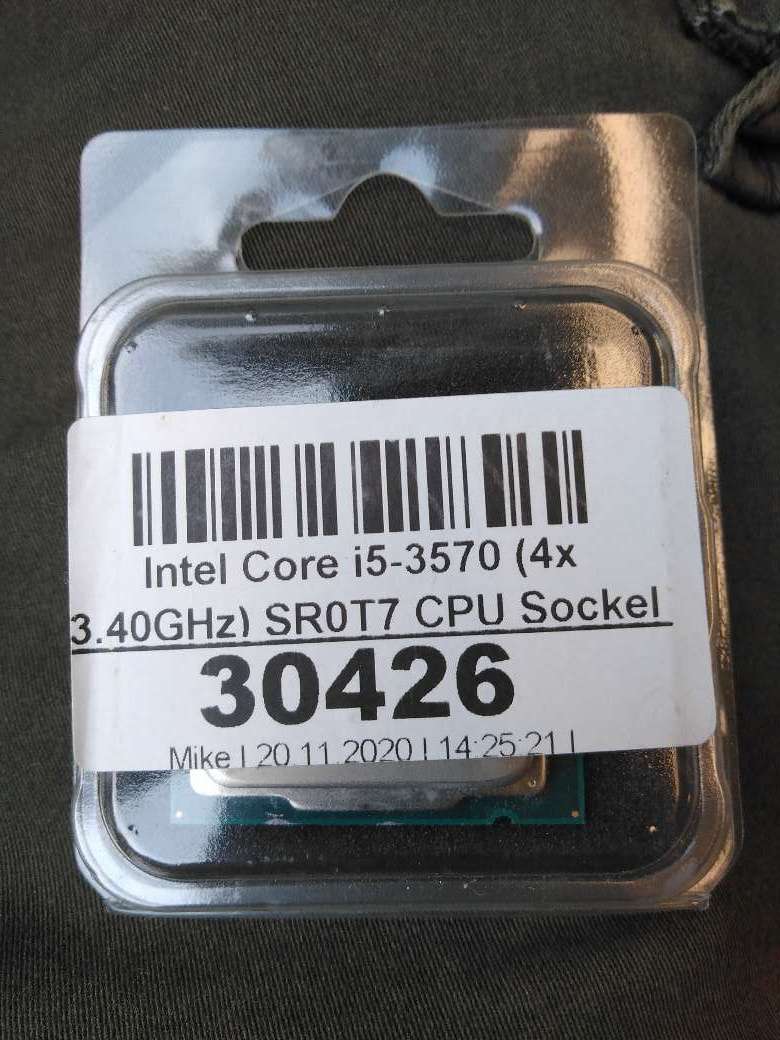 Intel Core i5-3570 (4x
3.40GHz) SR0T7 CPU Sockel
30426
Mike | 20.11.2020 | 14:25:21 |